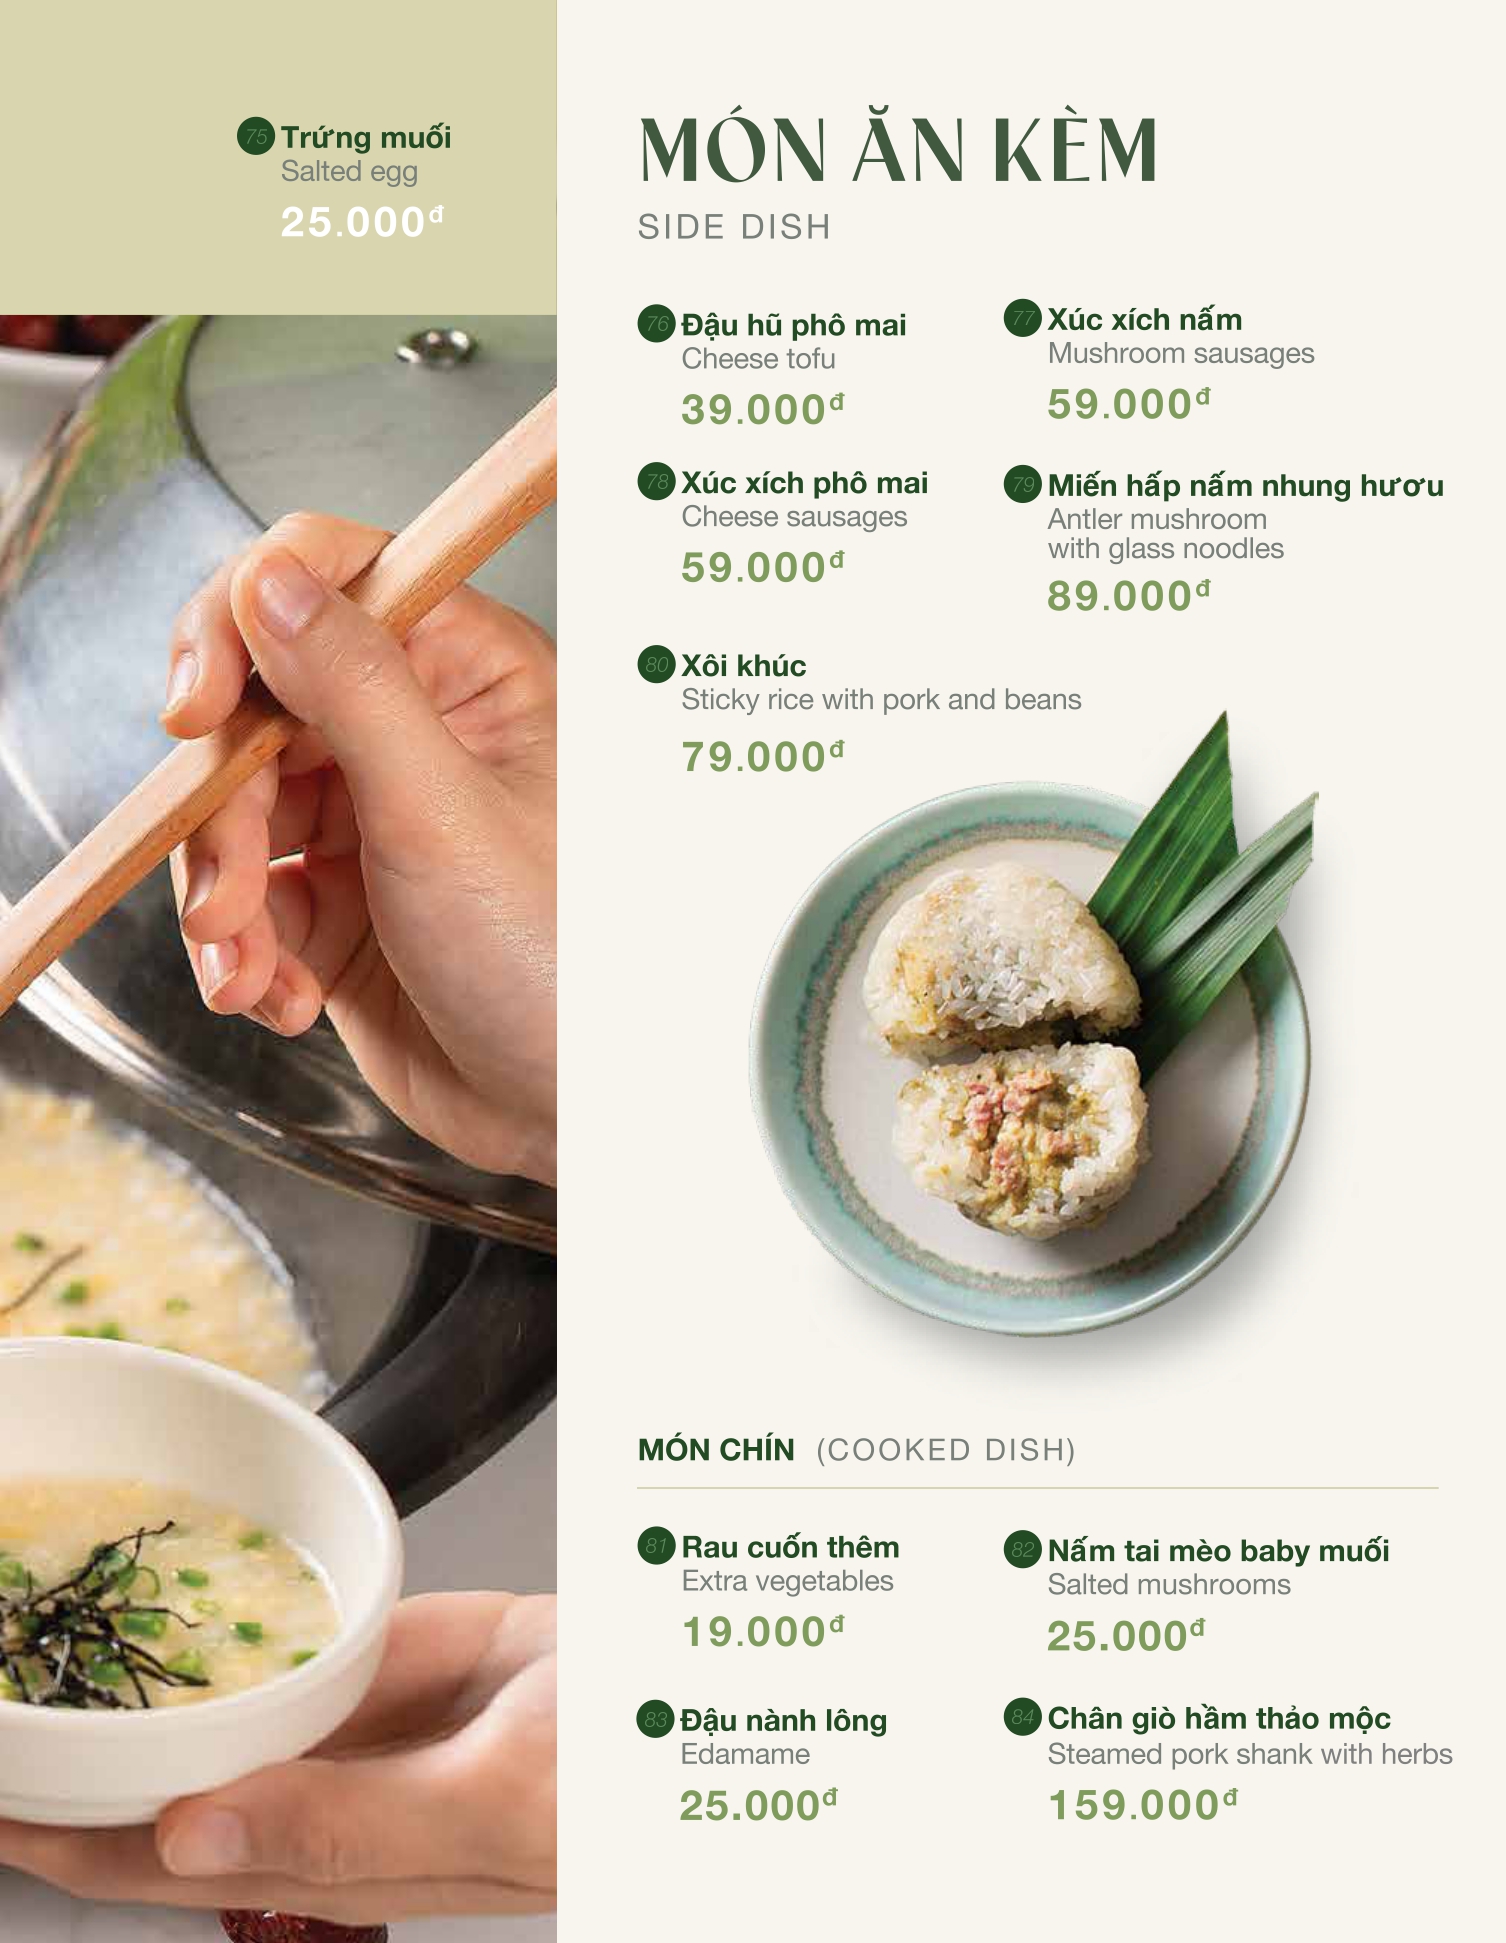 75 Trứng muối
Salted egg
25.000đ
MÓN ĂN KÈM
SIDE DISH
76 Đậu hũ phô mai
Cheese tofu
39.000đ
77 Xúc xích nấm
Mushroom sausages
59.000đ
78 Xúc xích phô mai
Cheese sausages
59.000đ
79 Miến hấp nấm nhung hươu
Antler mushroom
with glass noodles
89.000đ
80 Xôi khúc
Sticky rice with pork and beans
79.000đ
MÓN CHÍN (COOKED DISH)
81 Rau cuốn thêm
Extra vegetables
19.000đ
82 Nấm tai mèo baby muối
Salted mushrooms
25.000đ
83 Đậu nành lông
Edamame
25.000đ
84 Chân giò hầm thảo mộc
Steamed pork shank with herbs
159.000đ